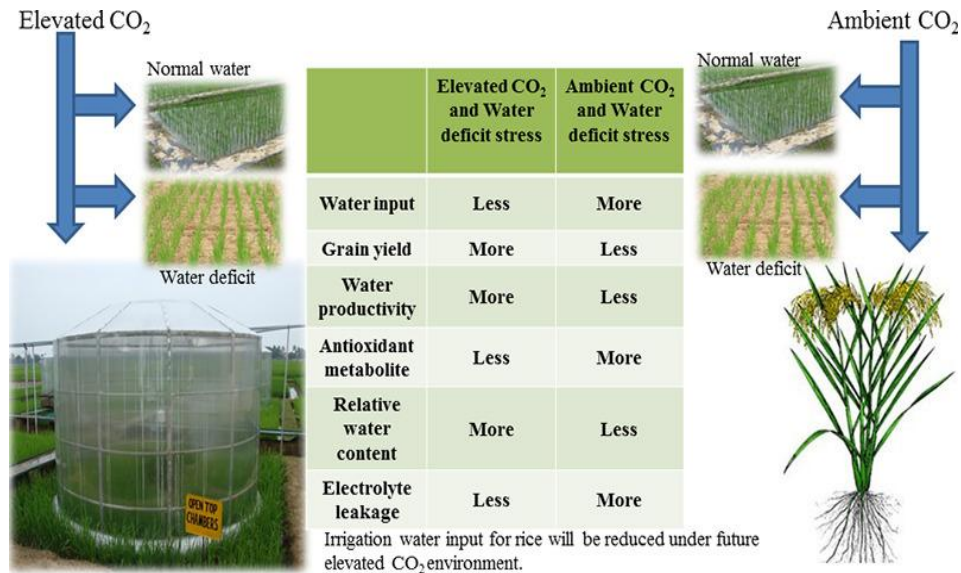 Elevated CO₂
Normal water
Water deficit
Elevated CO₂
and Water
deficit stress
Ambient CO₂
and Water
deficit stress
Water input
Less
More
Grain yield
More
Less
Water
productivity
More
Less
Antioxidant
metabolite
Less
More
Relative
water
content
More
Less
Electrolyte
leakage
Less
More
Irrigation water input for rice will be reduced under future
elevated CO₂ environment.
Ambient CO₂
Normal water
Water deficit
OPEN TOP
CHAMBERS